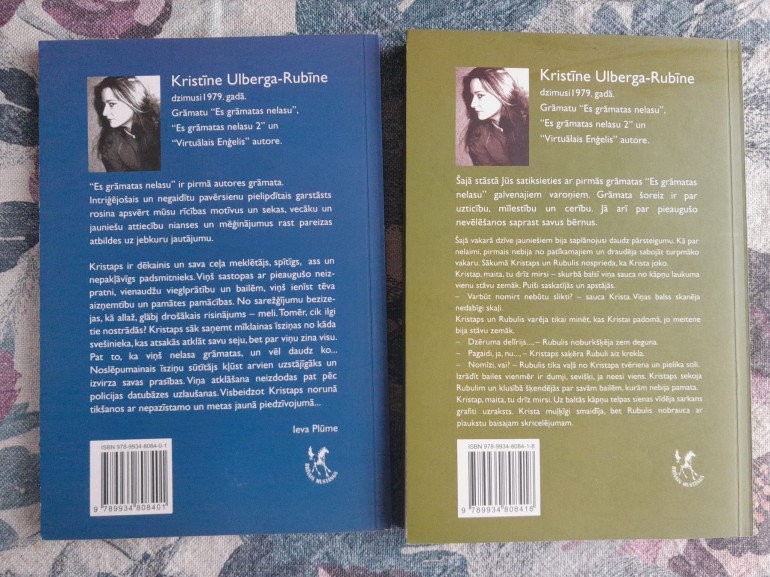 Kristīne Ulberga-Rubīne
dzimusi1979. gadā.
Grāmatu “Es grāmatas nelasu”,
“Es grāmatas nelasu 2” un
“Virtuālais Eņģelis” autore.
“Es grāmatas nelasu” ir pirmā autores grāmata.
Intriģējošais un negaidītu pavērsienu pielipdītais garstāsts
rosina apsvērt mūsu rīcības motīvus un sekas, vecāku un
jauniešu attiecību nianses un mēģinājumus rast pareizas
atbildes uz jebkuru jautājumu.
Kristaps ir dēkainis un sava ceļa meklētājs, spītīgs, ass un
nepakļāvīgs padsmitnieks. Viņš sastopas ar pieaugušo neiz-
pratni, vienaudžu vieglprātību un bailēm, viņš ienīst tēva
aizņemtību un pamātes pamācības. No sarežģījumu bezize-
jas, kā allaž, glābj drošākais risinājums – meli. Tomēr, cik ilgi
tie nostrādās? Kristaps sāk saņemt mīklainas īsziņas no kāda
svešinieka, kas atsakās atklāt savu seju, bet par viņu zina visu.
Pat to, ka viņš nelasa grāmatas, un vēl daudz ko...
Noslēpumainais īsziņu sūtītājs kļūst arvien uzstājīgāks un
izvirza savas prasības. Viņa atklāšana neizdodas pat pēc
policijas datubāzes uzlaušanas. Visbeidzot Kristaps norunā
tikšanos ar nepazīstamo un metas jaunā piedzīvojumā...
Ieva Plūme
ISBN 978-9934-8084-0-1
9 789934 808401
Kristīne Ulberga-Rubīne
dzimusi1979. gadā.
Grāmatu “Es grāmatas nelasu”,
“Es grāmatas nelasu 2” un
“Virtuālais Eņģelis” autore.
Šajā stāstā Jūs satiksieties ar pirmās grāmatas “Es grāmatas
nelasu” galvenajiem varoņiem. Grāmata šoreiz ir par
uzticību, mīlestību un cerību. Jā arī par pieaugušo
nevēlēšanos saprast savus bērnus.
Šajā vakarā dzīve jauniešiem bija saplānojusi daudz pārsteigumu. Kā par
nelaimi, pirmais nebija no patīkamajiem un draudēja sabojāt turpmāko
vakaru. Sākumā Kristaps un Rubulis nosprieda, ka Krista joko.
Kristap, maita, tu drīz mirsi – skurbā balsī viņa sauca no kāpņu laukuma
vienu stāvu zemāk. Puiši saskatījās un apstājās.
– Varbūt nomirt nebūtu slikti? – sauca Krista. Viņas balss skanēja
nedabīgi skaļi.
Kristaps un Rubulis varēja tikai minēt, kas Kristai padomā, jo meitene
bija stāvu zemāk.
– Dzēruma delīrijs..., – Rubulis noburkšķēja zem deguna.
– Pagaidi, ja, nu..., – Kristaps saķēra Rubuli aiz krekla.
– Nomīzi, vai? – Rubulis tika vaļā no Kristapa tvēriena un pielika soli.
Izrādīt bailes vienmēr ir dumji, sevišķi, ja neesi viens. Kristaps sekoja
Rubulim un klusībā šķendējās par savām bailēm, kurām nebija pamata.
Kristap, maita, tu drīz mirsi. Uz baltās kāpņu telpas sienas vīdēja sarkans
grafiti uzraksts. Krista muļķīgi smaidīja, bet Rubulis nobrauca ar
plaukstu baisajam skricelējumam.
ISBN 978-9934-8084-1-8
9 789934 808418